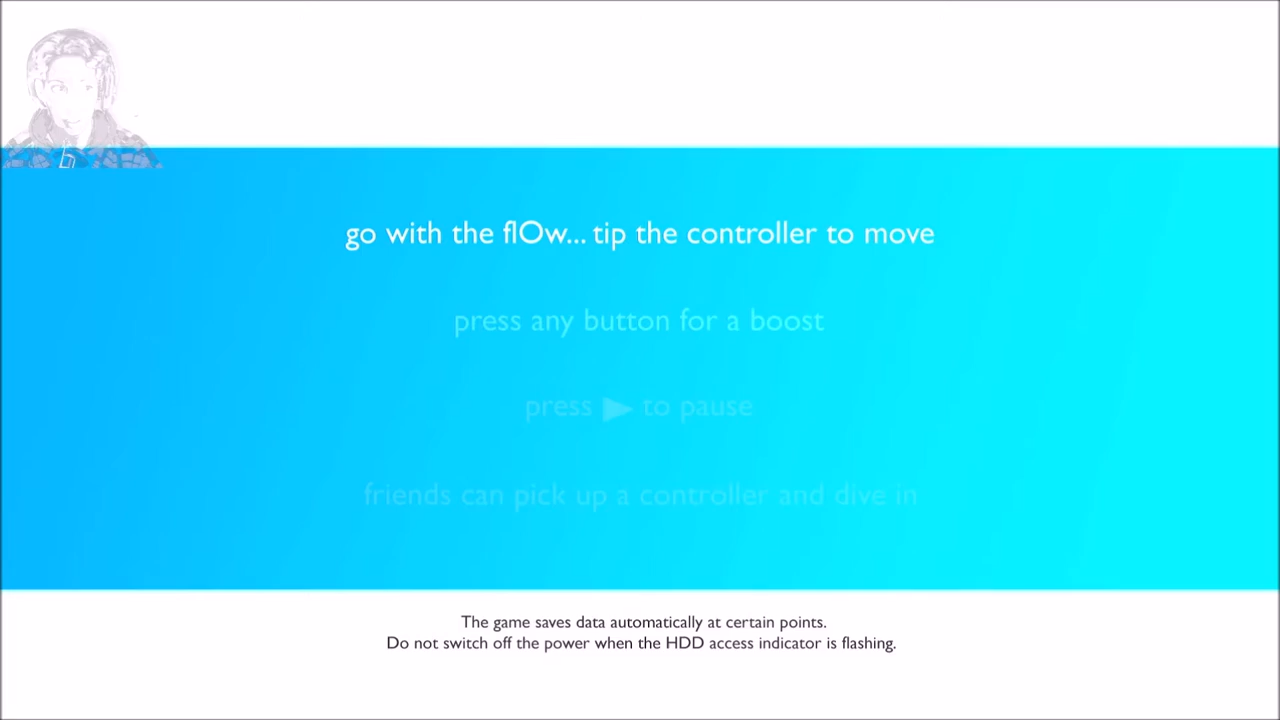 go with the flOw... tip the controller to move
press any button for a boost
press ▶ to pause
friends can pick up a controller and dive in
The game saves data automatically at certain points.
Do not switch off the power when the HDD access indicator is flashing.